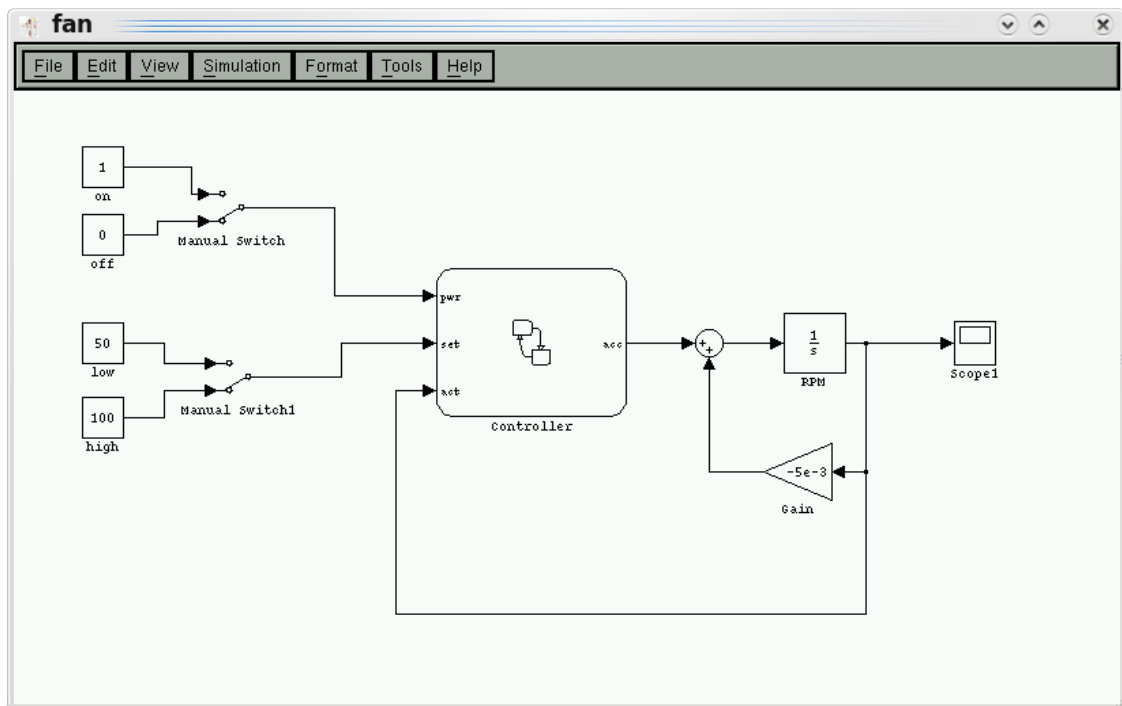 fan
File Edit View Simulation Format Tools Help
1
on
0
off
Manual Switch
50
low
100
high
Manual Switch1
pwr
set
act
acc
Controller
+
+
1
s
RPM
Scope1
-5e-3
Gain